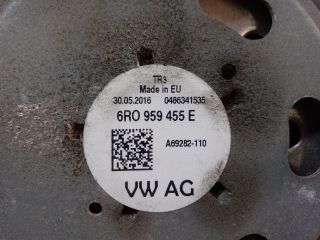 TR3
Made in EU
30.05.2016 0486341535
6R0 959 455 E
A69282-110
VW AG